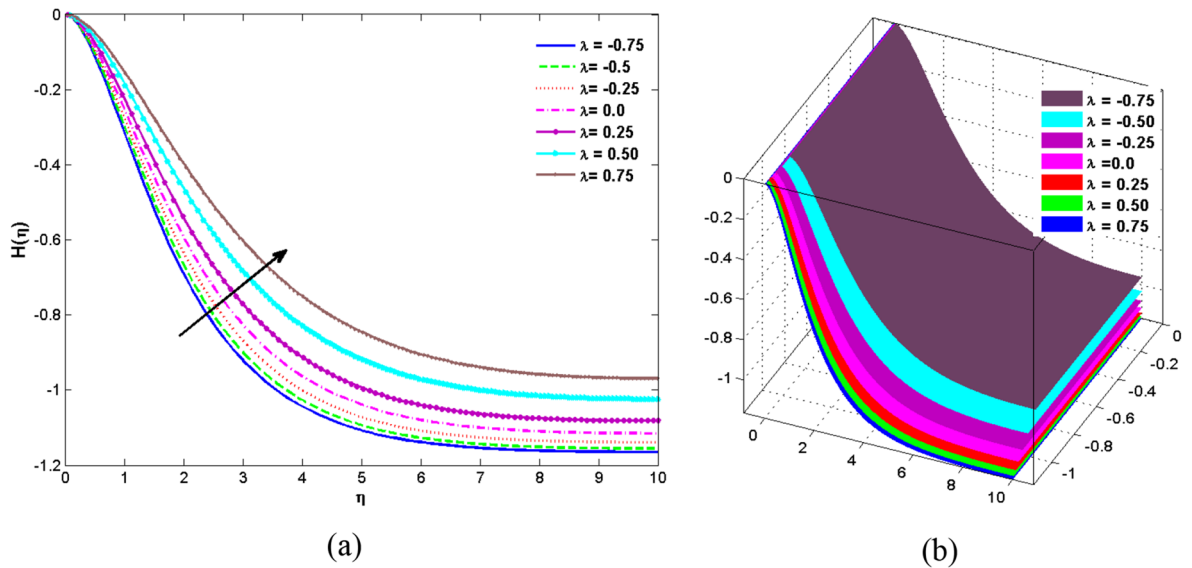 0
-0.2
-0.4
-0.6
-0.8
-1.0
-1.2
H(η)
0 1 2 3 4 5 6 7 8 9 10
η
λ = -0.75
λ= -0.5
λ= -0.25
λ= 0.0
λ= 0.25
λ = 0.50
λ= 0.75
(a)
λ = -0.75
λ = -0.50
λ = -0.25
λ =0.0
λ = 0.25
λ = 0.50
λ = 0.75
0
-0.2
-0.4
-0.6
-0.8
-1
0 2 4 6 8 10
0
-0.2
-0.4
-0.6
-0.8
-1
(b)